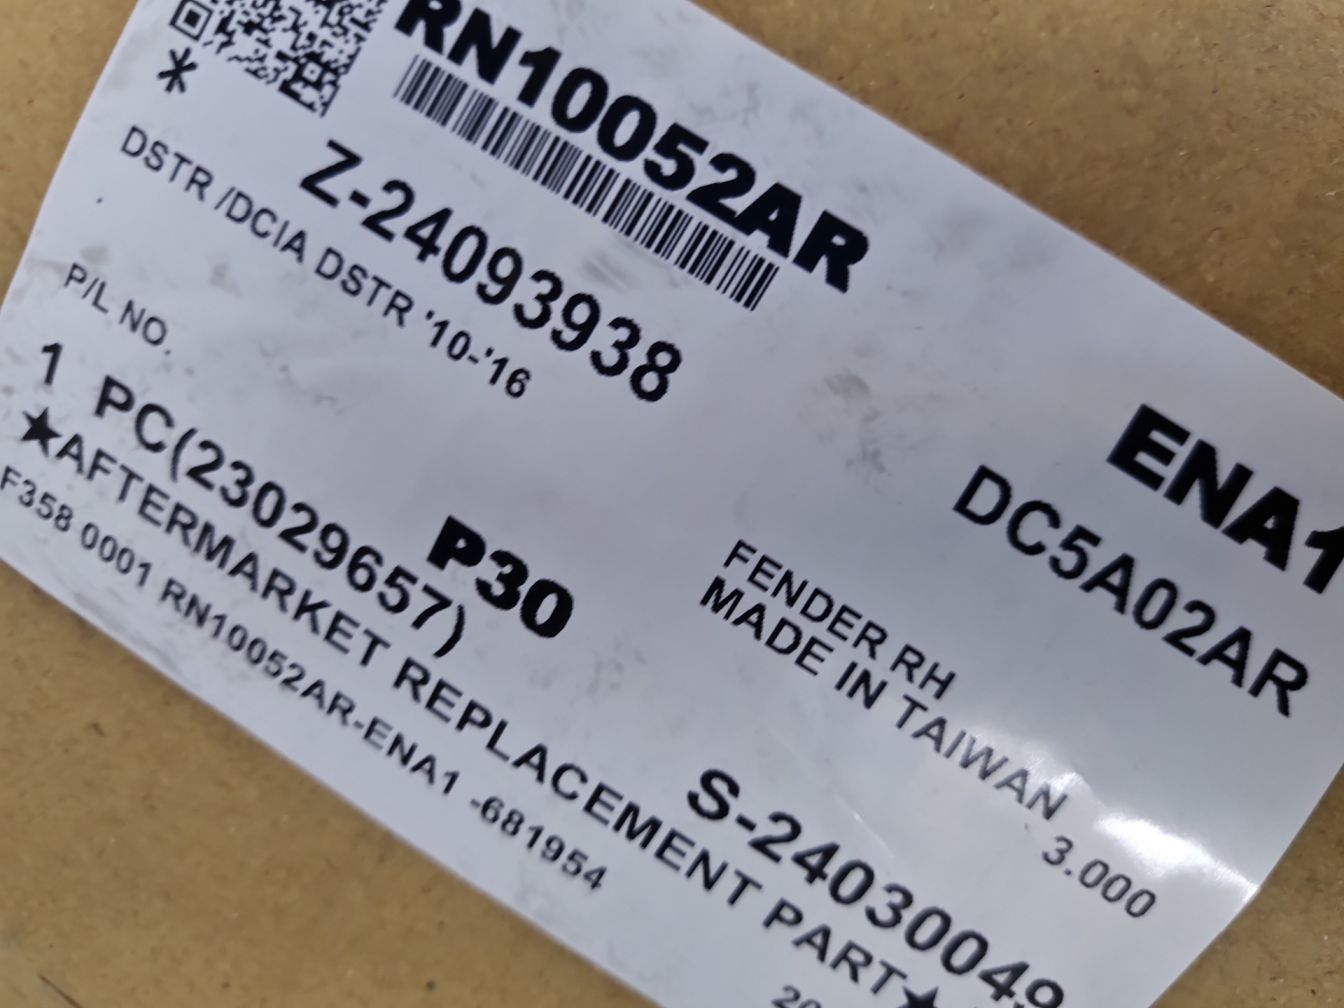 RN10052AR
*
Z-24093938
DSTR /DCIA DSTR '10-'16
ENA1
DC5A02AR
P/L NO.
1 PC(23029657)
P30
FENDER RH
MADE IN TAIWAN
3.000
S-24030049
★AFTERMARKET REPLACEMENT PART★
F358 0001 RN10052AR-ENA1 -681954